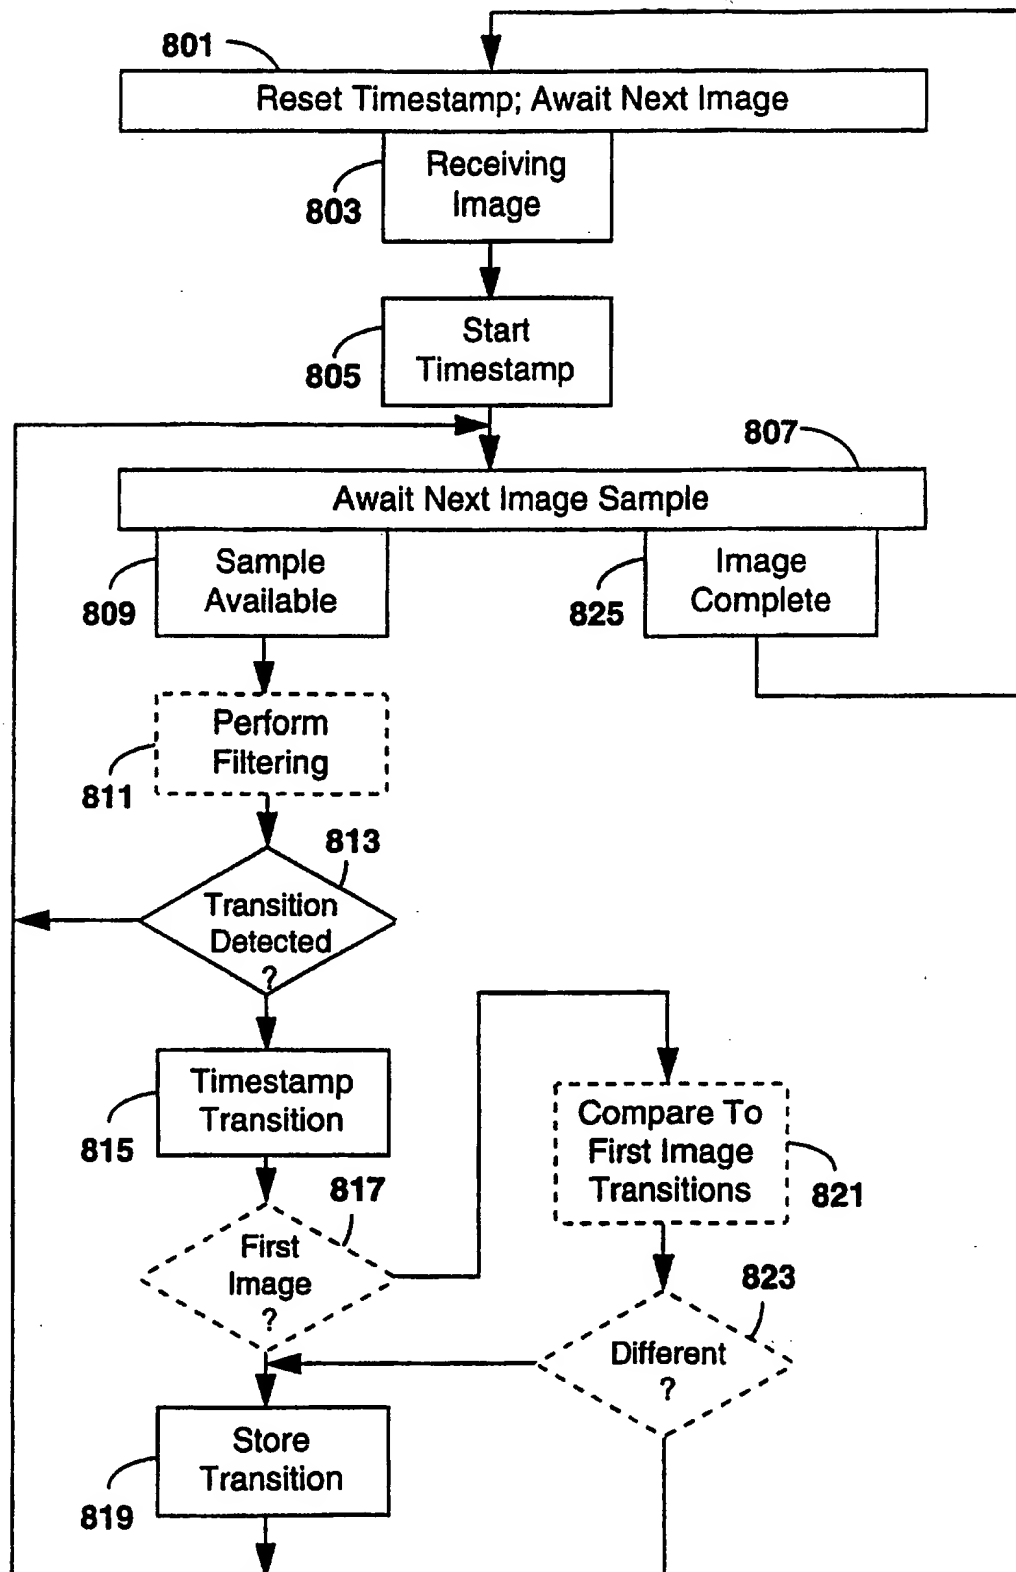 801
Reset Timestamp; Await Next Image
Receiving
Image
803
Start
Timestamp
805
807
Await Next Image Sample
Sample
Available
809
Image
Complete
825
Perform
Filtering
811
813
Transition
Detected
?
Timestamp
Transition
815
Compare To
First Image
Transitions
821
817
First
Image
?
823
Different
?
Store
Transition
819